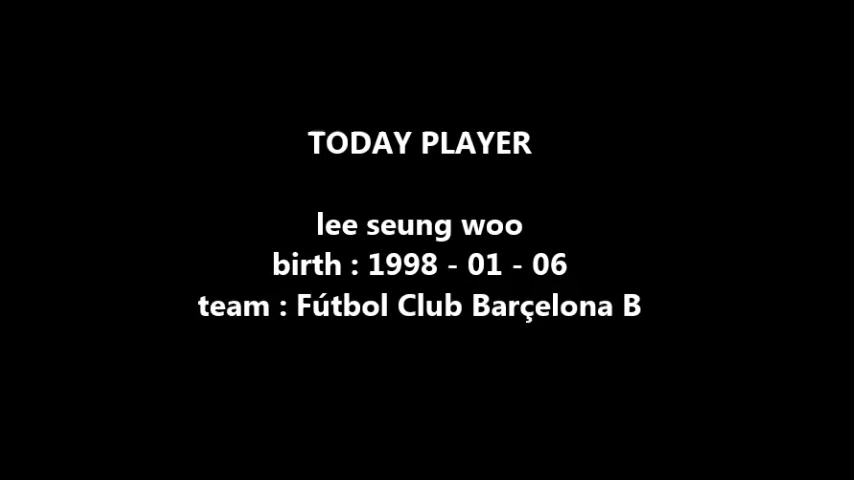 TODAY PLAYER
lee seung woo
birth : 1998 - 01 - 06
team : Fútbol Club Barçelona B